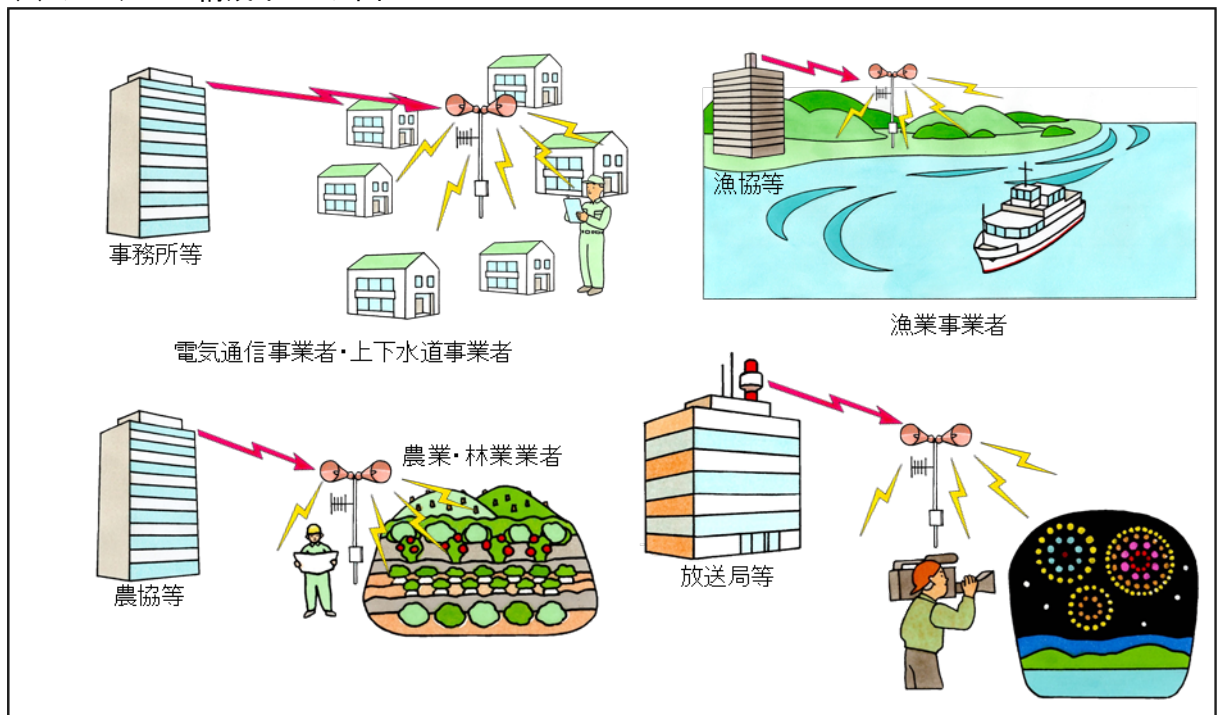 事務所等
漁協等
電気通信事業者・上下水道事業者
漁業事業者
農業・林業業者
農協等
放送局等